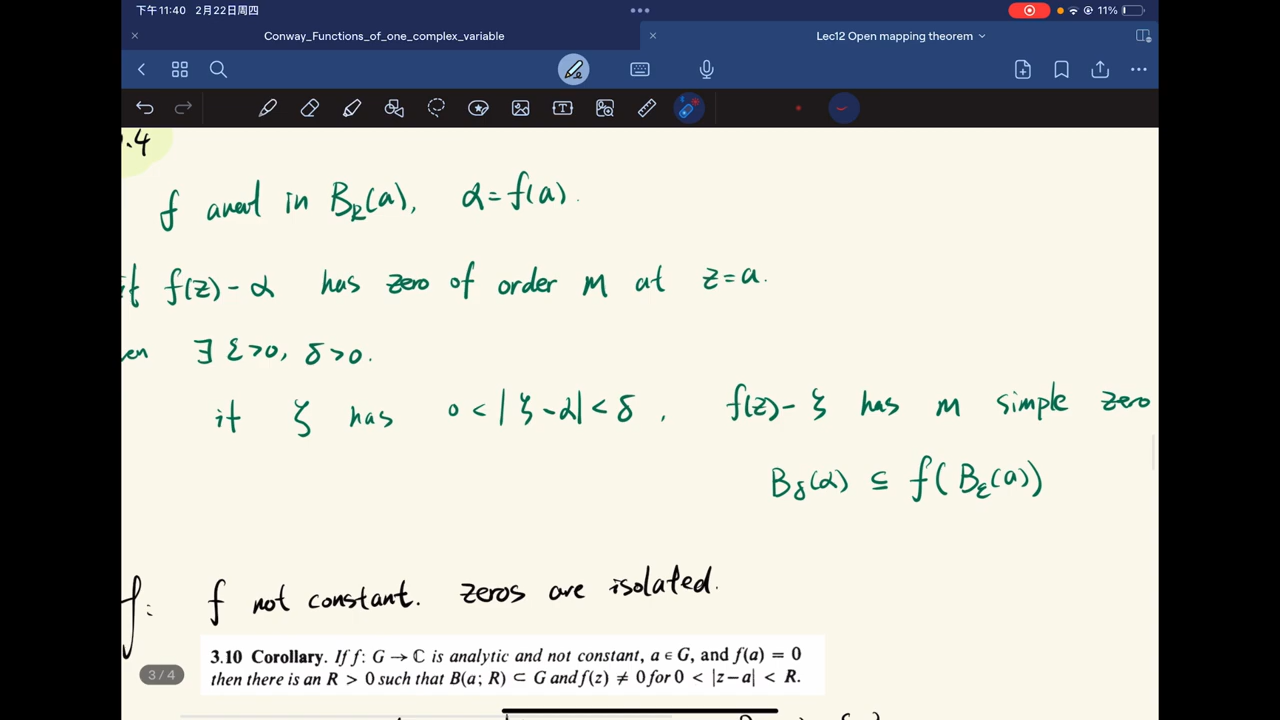 下午11:40 2月22日周四
11%
Conway_Functions_of_one_complex_variable
Lec12 Open mapping theorem
.4
f in B_R(a), α = f(a).
if f(z) - α has zero of order m at z = a.
en ∃ ε > 0, δ > 0.
if ξ has 0 < |ξ - α| < δ, f(z) - ξ has m simple zero
B_δ(α) ⊆ f(B_ε(a))
f: f not constant. zeros are isolated.
3.10 Corollary. If f: G → ℂ is analytic and not constant, a ∈ G, and f(a) = 0
then there is an R > 0 such that B(a; R) ⊂ G and f(z) ≠ 0 for 0 < |z − a| < R.
3 / 4